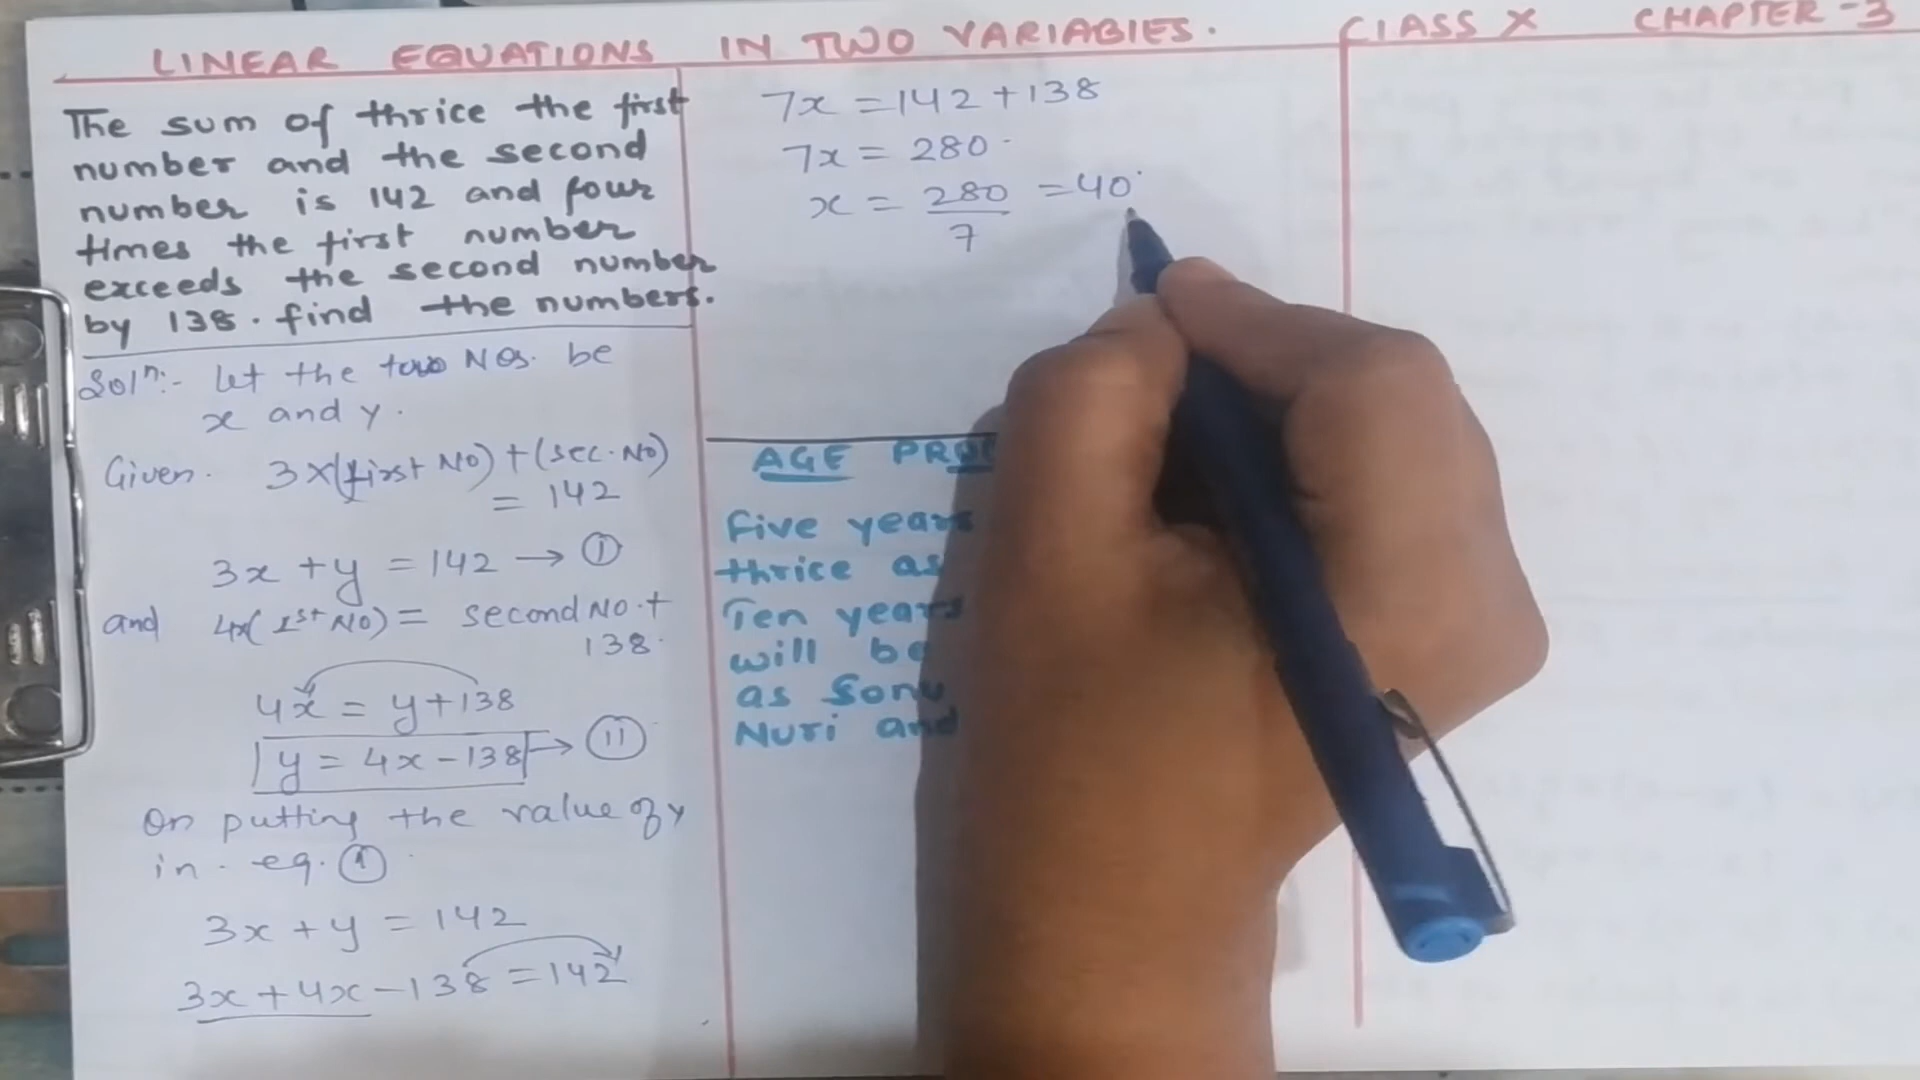 LINEAR EQUATIONS IN TWO VARIABIES. CIASS X CHAPTER-3
The sum of thrice the first
number and the second
number is 142 and four
times the first number
exceeds the second number
by 138. find the numbers.
Solⁿ:- Let the two NOs. be
x and y.
Given. 3×(first NO)+(sec.NO)
= 142
3x + y = 142 → (I)
and 4x(1st NO) = second NO.+
138.
4x = y+138
y = 4x-138 → (II)
On putting the value of y
in eq. (1)
3x + y = 142
3x + 4x - 138 = 142
7x = 142 + 138
7x = 280
x = 280/7 = 40
AGE
Five years
thrice as
Ten years
will be
as Sonu
Nuri and